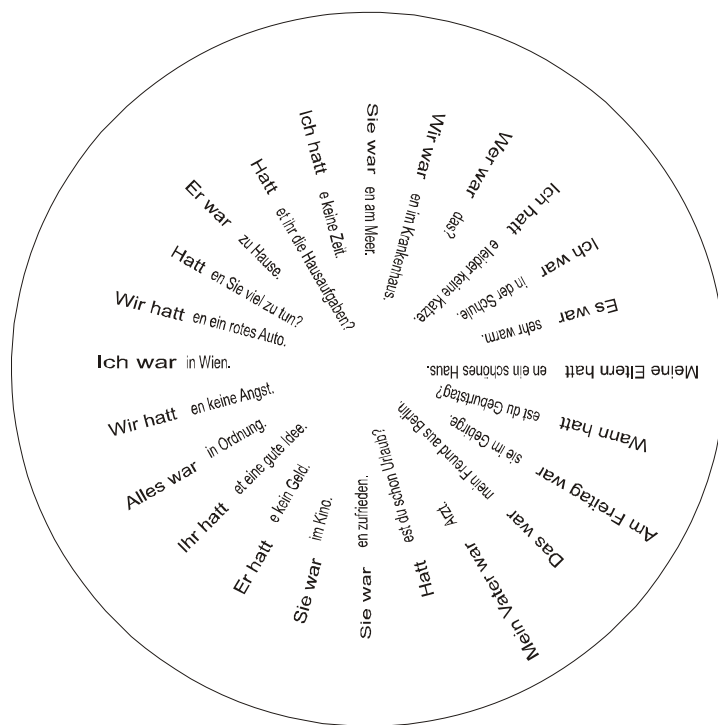 Sie war en am Meer.
Wir war en im Krankenhaus.
Wer war das?
Ich hatt e leider keine Katze.
Ich war in der Schule.
Es war sehr warm.
Meine Eltern hatt en ein schönes Haus.
Wann hatt est du Geburtstag?
Am Freitag war sie im Gebirge.
Das war mein Freund aus Berlin.
Mein Vater war Arzt.
Hatt est du schon Urlaub?
Sie war en zufrieden.
Sie war im Kino.
Er hatt e kein Geld.
Ihr hatt et eine gute Idee.
Alles war in Ordnung.
Wir hatt en keine Angst.
Ich war in Wien.
Wir hatt en ein rotes Auto.
Hatt en Sie viel zu tun?
Er war zu Hause.
Hatt et ihr die Hausaufgaben?
Ich hatt e keine Zeit.